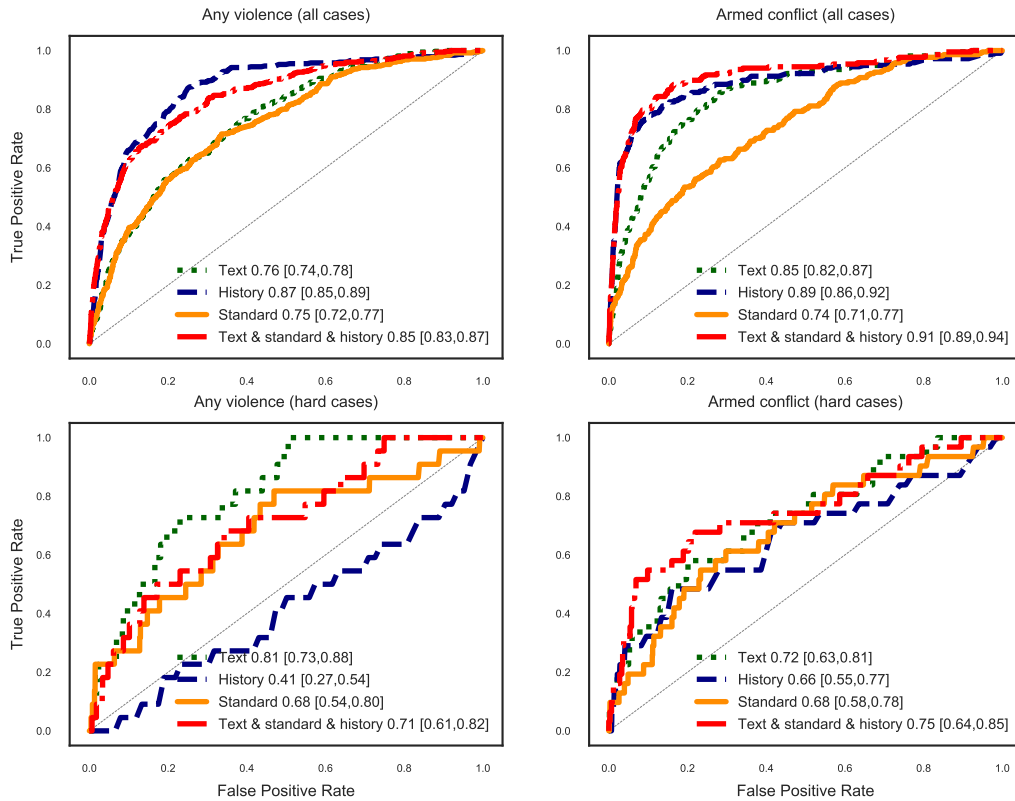 Any violence (all cases)
True Positive Rate
1.0
0.8
0.6
0.4
0.2
0.0
Text 0.76 [0.74,0.78]
History 0.87 [0.85,0.89]
Standard 0.75 [0.72,0.77]
Text & standard & history 0.85 [0.83,0.87]
0.0 0.2 0.4 0.6 0.8 1.0
Armed conflict (all cases)
1.0
0.8
0.6
0.4
0.2
0.0
Text 0.85 [0.82,0.87]
History 0.89 [0.86,0.92]
Standard 0.74 [0.71,0.77]
Text & standard & history 0.91 [0.89,0.94]
0.0 0.2 0.4 0.6 0.8 1.0
Any violence (hard cases)
True Positive Rate
1.0
0.8
0.6
0.4
0.2
0.0
Text 0.81 [0.73,0.88]
History 0.41 [0.27,0.54]
Standard 0.68 [0.54,0.80]
Text & standard & history 0.71 [0.61,0.82]
0.0 0.2 0.4 0.6 0.8 1.0
False Positive Rate
Armed conflict (hard cases)
1.0
0.8
0.6
0.4
0.2
0.0
Text 0.72 [0.63,0.81]
History 0.66 [0.55,0.77]
Standard 0.68 [0.58,0.78]
Text & standard & history 0.75 [0.64,0.85]
0.0 0.2 0.4 0.6 0.8 1.0
False Positive Rate